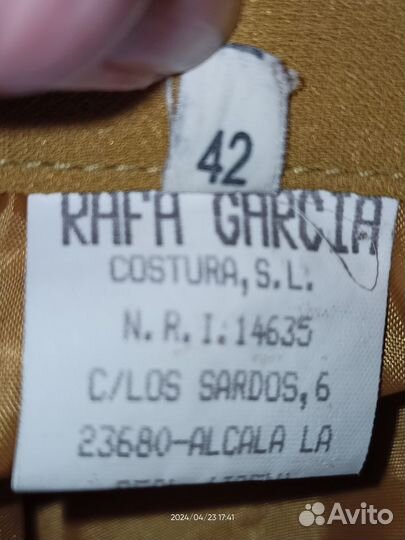 42
RAFA GARCIA
COSTURA, S.L.
N. R. I. 14635
C/LOS SARDOS, 6
23680-ALCALA LA
2024/04/23 17:41
Avito